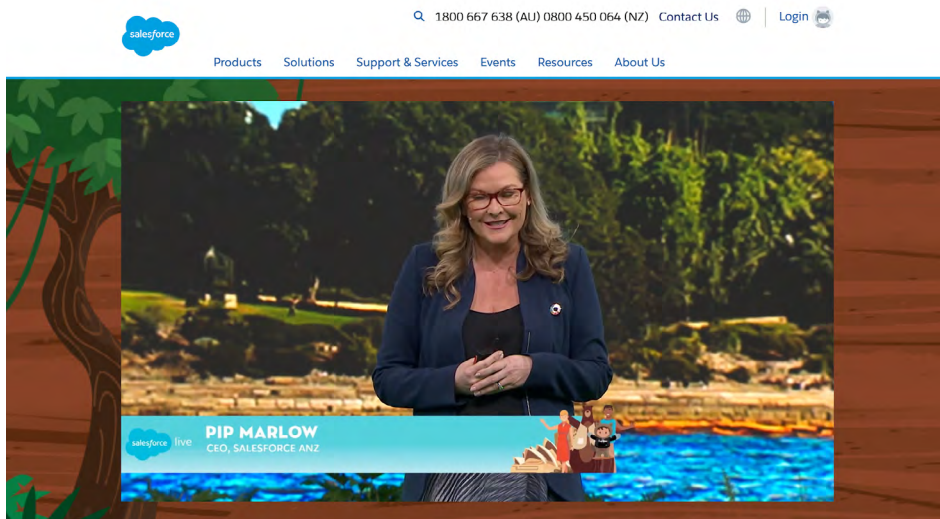 salesforce
1800 667 638 (AU) 0800 450 064 (NZ) Contact Us Login
Products Solutions Support & Services Events Resources About Us
salesforce live
PIP MARLOW
CEO, SALESFORCE ANZ